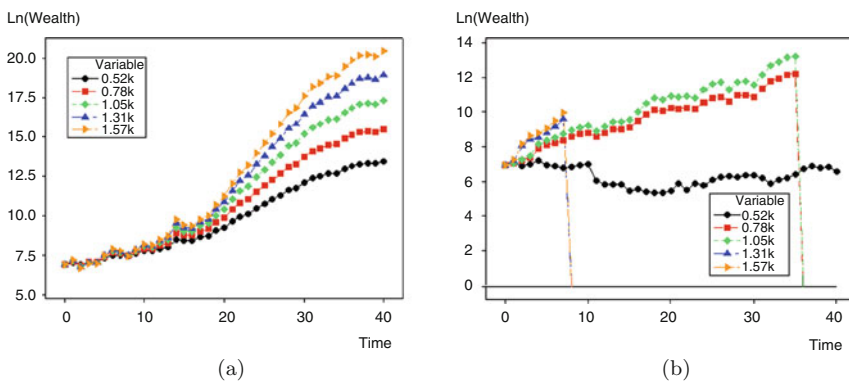 Ln(Wealth)
20.0
17.5
15.0
12.5
10.0
7.5
5.0
Variable
0.52k
0.78k
1.05k
1.31k
1.57k
0 10 20 30 40
Time
(a)
Ln(Wealth)
14
12
10
8
6
4
2
0
Variable
0.52k
0.78k
1.05k
1.31k
1.57k
0 10 20 30 40
Time
(b)